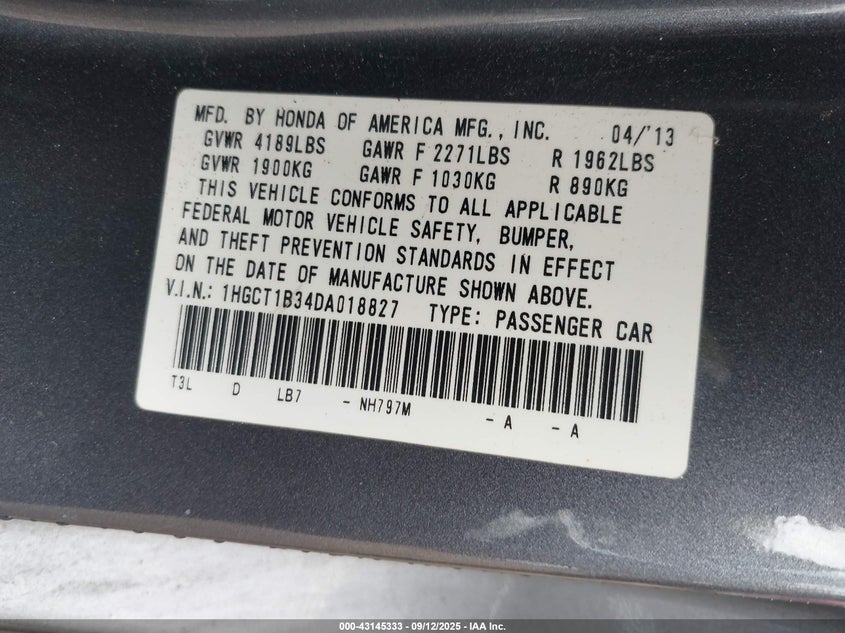 MFD. BY HONDA OF AMERICA MFG., INC. 04/'13
GVWR 4189LBS GAWR F 2271LBS R 1962LBS
GVWR 1900KG GAWR F 1030KG R 890KG
THIS VEHICLE CONFORMS TO ALL APPLICABLE
FEDERAL MOTOR VEHICLE SAFETY, BUMPER,
AND THEFT PREVENTION STANDARDS IN EFFECT
ON THE DATE OF MANUFACTURE SHOWN ABOVE.
V.I.N.: 1HGCT1B34DA018827 TYPE: PASSENGER CAR
T3L D LB7 - NH797M - A - A
000-43145333 - 09/12/2025 - IAA Inc.